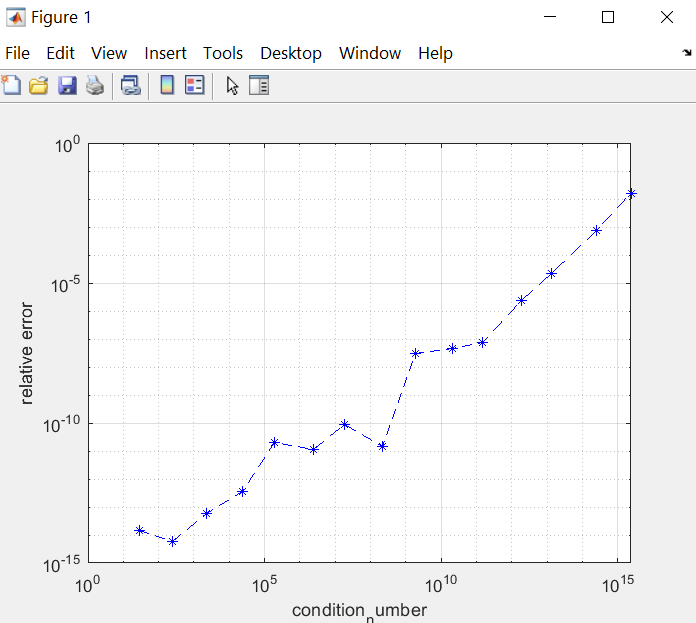 Figure 1
File Edit View Insert Tools Desktop Window Help
10^0
10^-5
10^-10
10^-15
relative error
10^0 10^5 10^10 10^15
condition_number